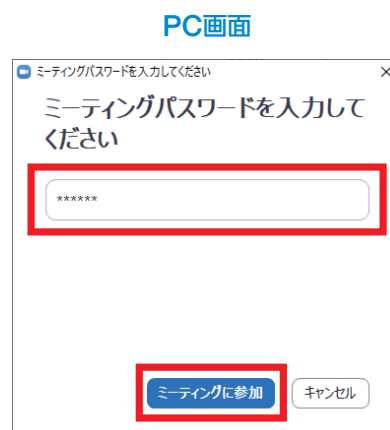 PC画面
ミーティングパスワードを入力してください
ミーティングパスワードを入力して
ください
******
ミーティングに参加
キャンセル